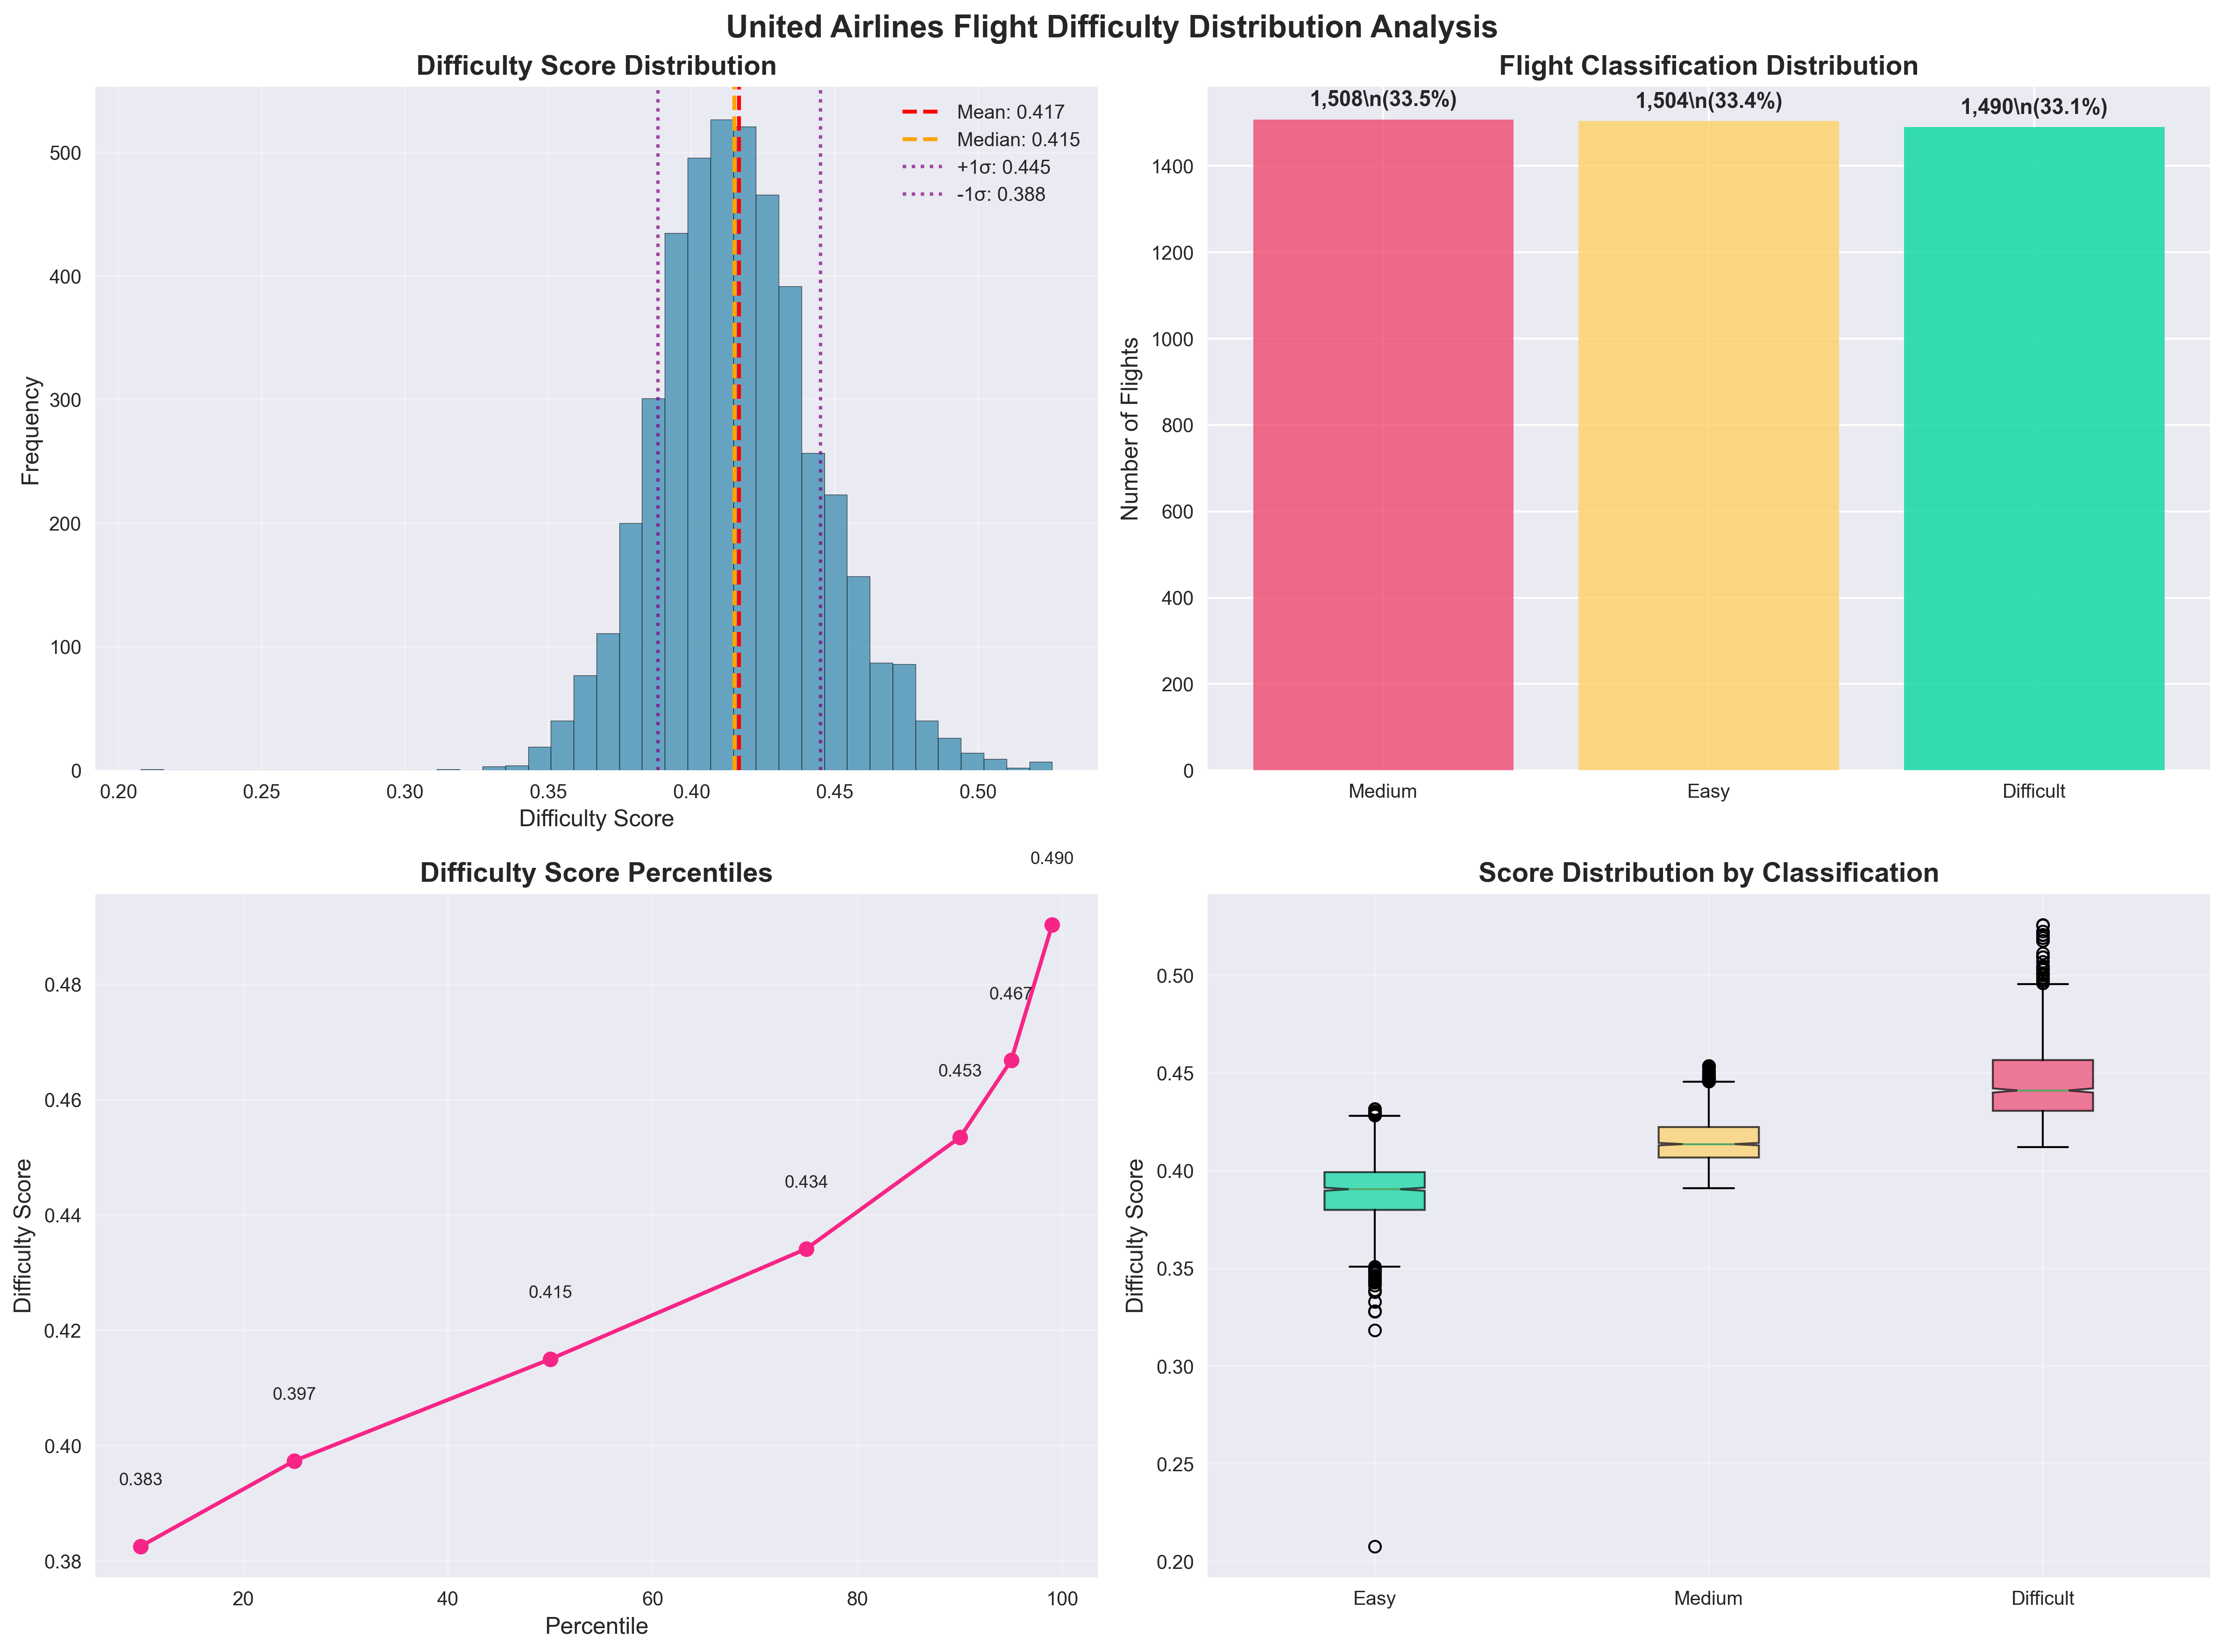 United Airlines Flight Difficulty Distribution Analysis
Difficulty Score Distribution
Mean: 0.417
Median: 0.415
+1σ: 0.445
-1σ: 0.388
Frequency
500
400
300
200
100
0
0.20 0.25 0.30 0.35 0.40 0.45 0.50
Difficulty Score
Flight Classification Distribution
1,508\n(33.5%) 1,504\n(33.4%) 1,490\n(33.1%)
Number of Flights
1400
1200
1000
800
600
400
200
0
Medium Easy Difficult
Difficulty Score Percentiles
0.490
0.467
0.453
0.434
0.415
0.397
0.383
Difficulty Score
0.48
0.46
0.44
0.42
0.40
0.38
20 40 60 80 100
Percentile
Score Distribution by Classification
Difficulty Score
0.50
0.45
0.40
0.35
0.30
0.25
0.20
Easy Medium Difficult